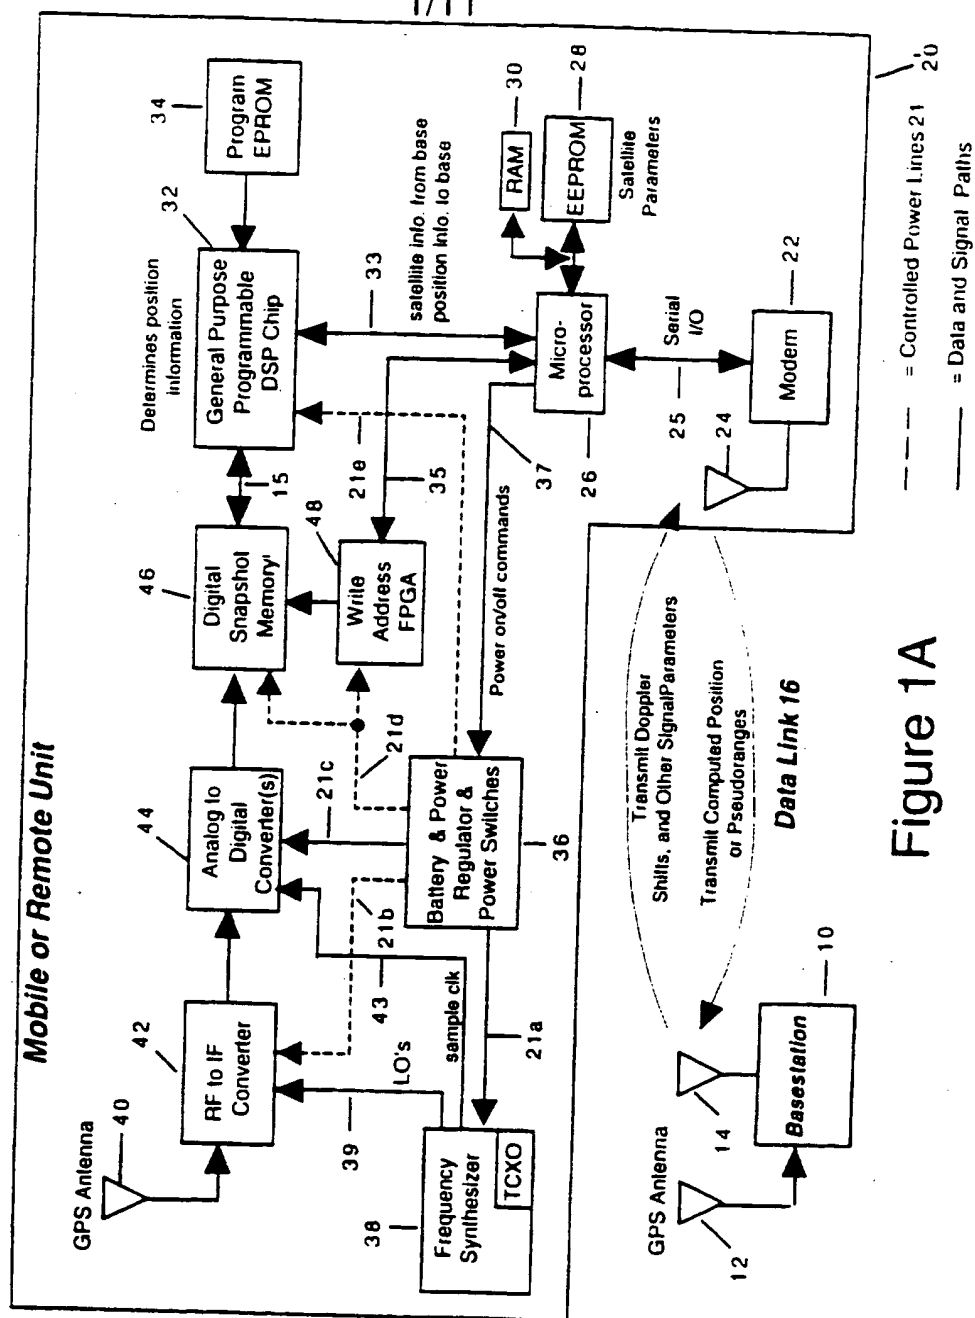 1/11
Mobile or Remote Unit
GPS Antenna
40
42
RF to IF
Converter
44
Analog to
Digital
Converter(s)
46
Digital
Snapshot
Memory
15
Determines position
information
32
General Purpose
Programmable
DSP Chip
34
Program
EPROM
39
LO's
43
sample clk
21b
21c
21d
48
Write
Address
FPGA
21e
35
33
satellite info. from base
position info. to base
38
Frequency
Synthesizer
TCXO
21a
Battery & Power
Regulator &
Power Switches
36
Power on/off commands
37
26
Micro-
processor
RAM
30
EEPROM
28
Satellite
Parameters
25
Serial
I/O
24
Modem
22
20
GPS Antenna
12
14
Basestation
10
Transmit Doppler
Shifts, and Other SignalParameters
Transmit Computed Position
or Pseudoranges
Data Link 16
= Controlled Power Lines 21
= Data and Signal Paths
Figure 1A